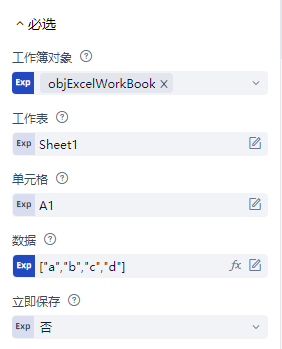 必选
工作簿对象
Exp objExcelWorkBook
工作表
Exp Sheet1
单元格
Exp A1
数据
Exp ["a","b","c","d"] fx
立即保存
Exp 否